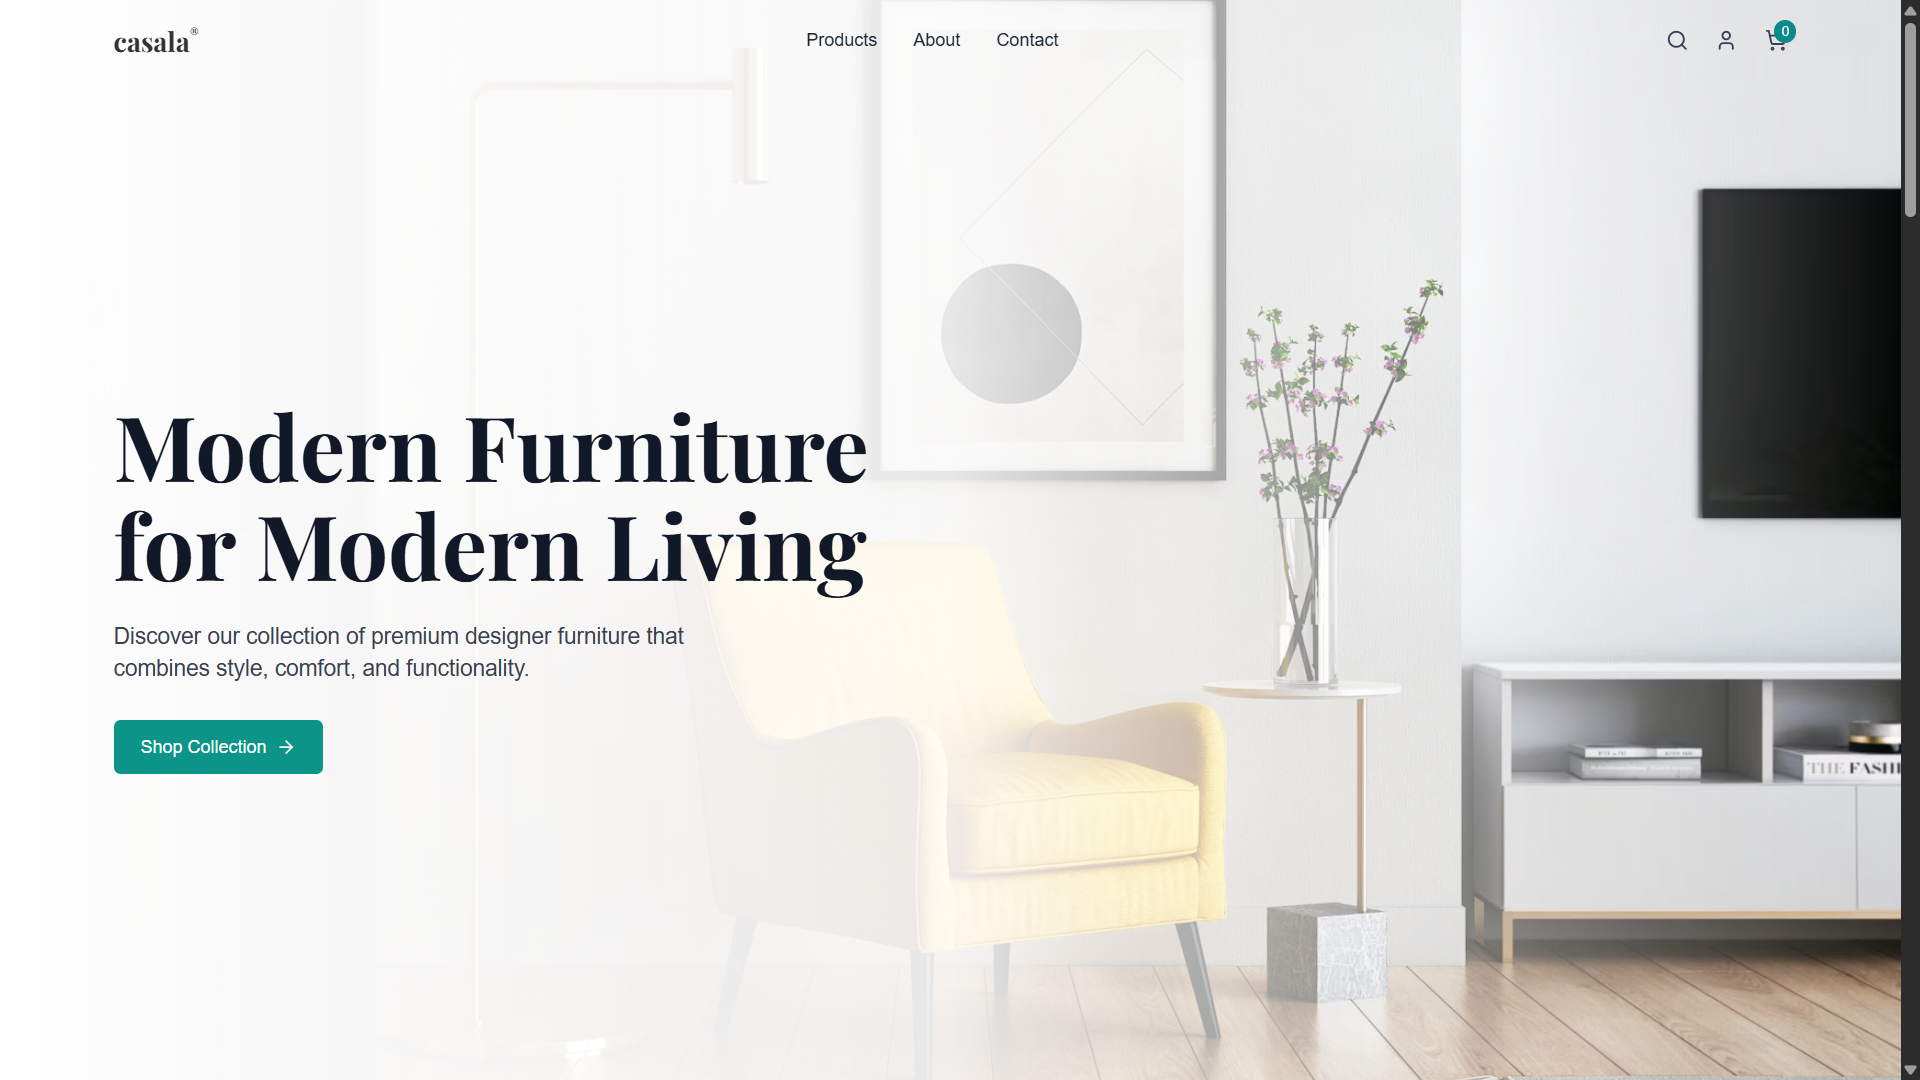 casala®
Products About Contact
0
Modern Furniture
for Modern Living
Discover our collection of premium designer furniture that
combines style, comfort, and functionality.
Shop Collection
THE FASHI